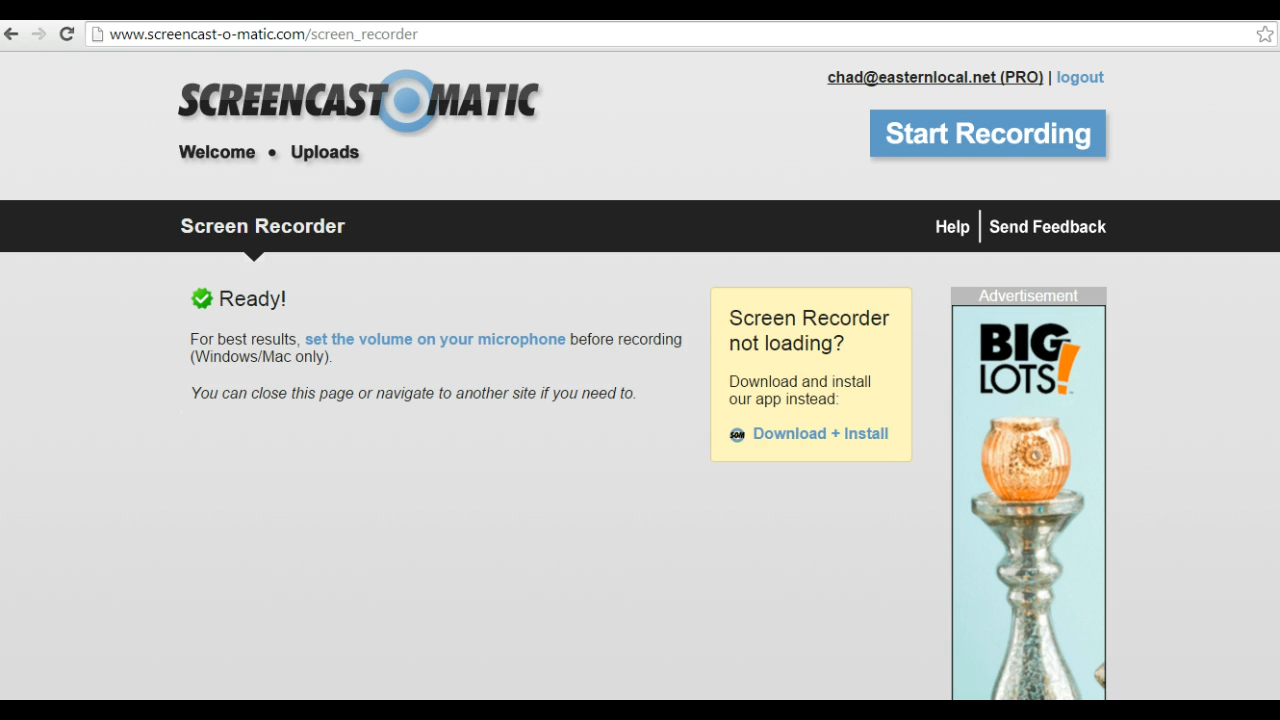 www.screencast-o-matic.com/screen_recorder
SCREENCAST O MATIC
chad@easternlocal.net (PRO) | logout
Start Recording
Welcome • Uploads
Screen Recorder
Help
Send Feedback
Ready!
For best results, set the volume on your microphone before recording
(Windows/Mac only).
You can close this page or navigate to another site if you need to.
Screen Recorder
not loading?
Download and install
our app instead:
SOM Download + Install
Advertisement
BIG
LOTS!